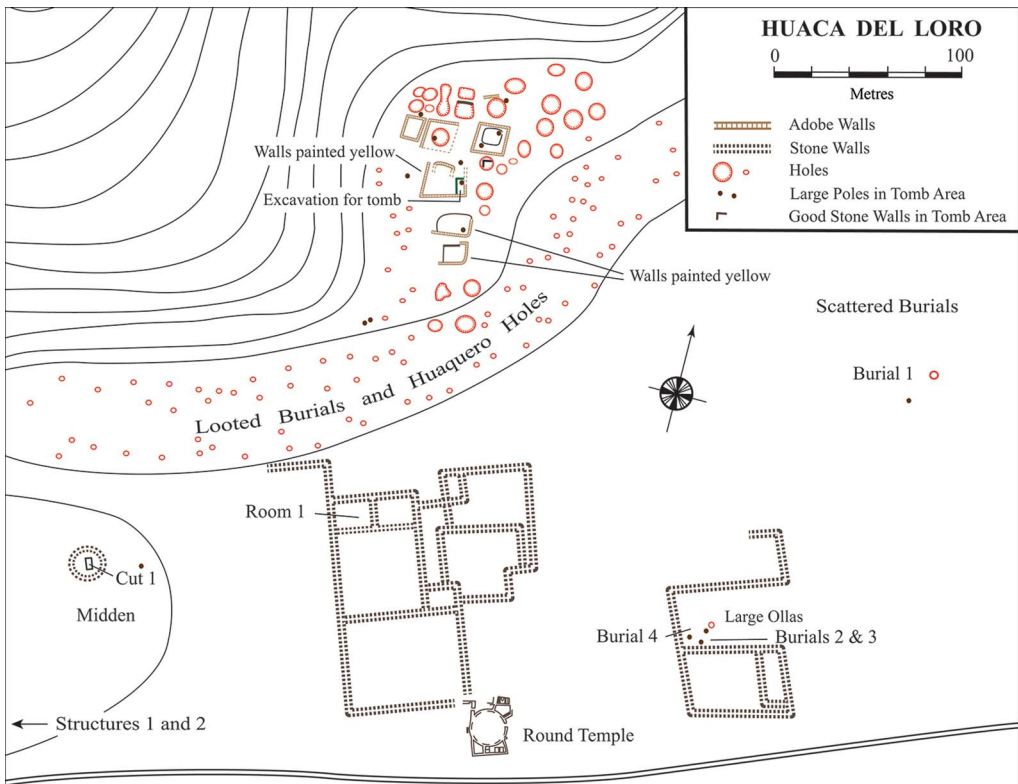 HUACA DEL LORO
0 100
Metres
Adobe Walls
Stone Walls
Holes
Large Poles in Tomb Area
Good Stone Walls in Tomb Area
Walls painted yellow
Excavation for tomb
Walls painted yellow
Scattered Burials
Burial 1
Looted Burials and Huaquero Holes
Room 1
Cut 1
Midden
Large Ollas
Burial 4
Burials 2 & 3
Structures 1 and 2
Round Temple